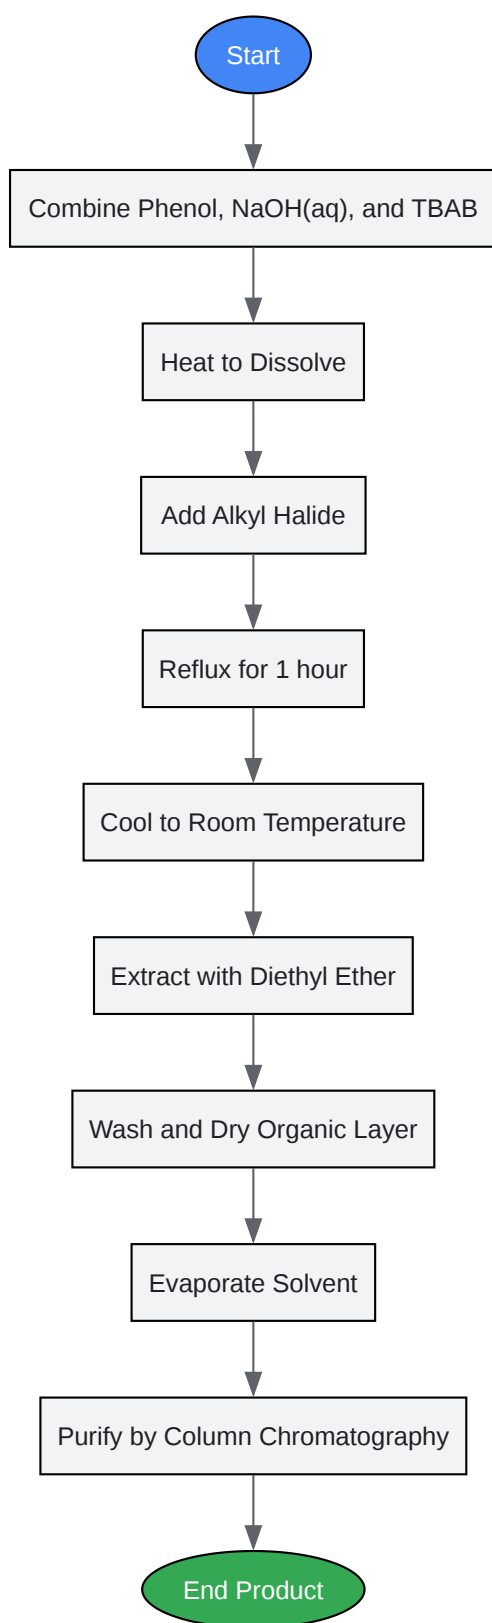 Start
Combine Phenol, NaOH(aq), and TBAB
Heat to Dissolve
Add Alkyl Halide
Reflux for 1 hour
Cool to Room Temperature
Extract with Diethyl Ether
Wash and Dry Organic Layer
Evaporate Solvent
Purify by Column Chromatography
End Product